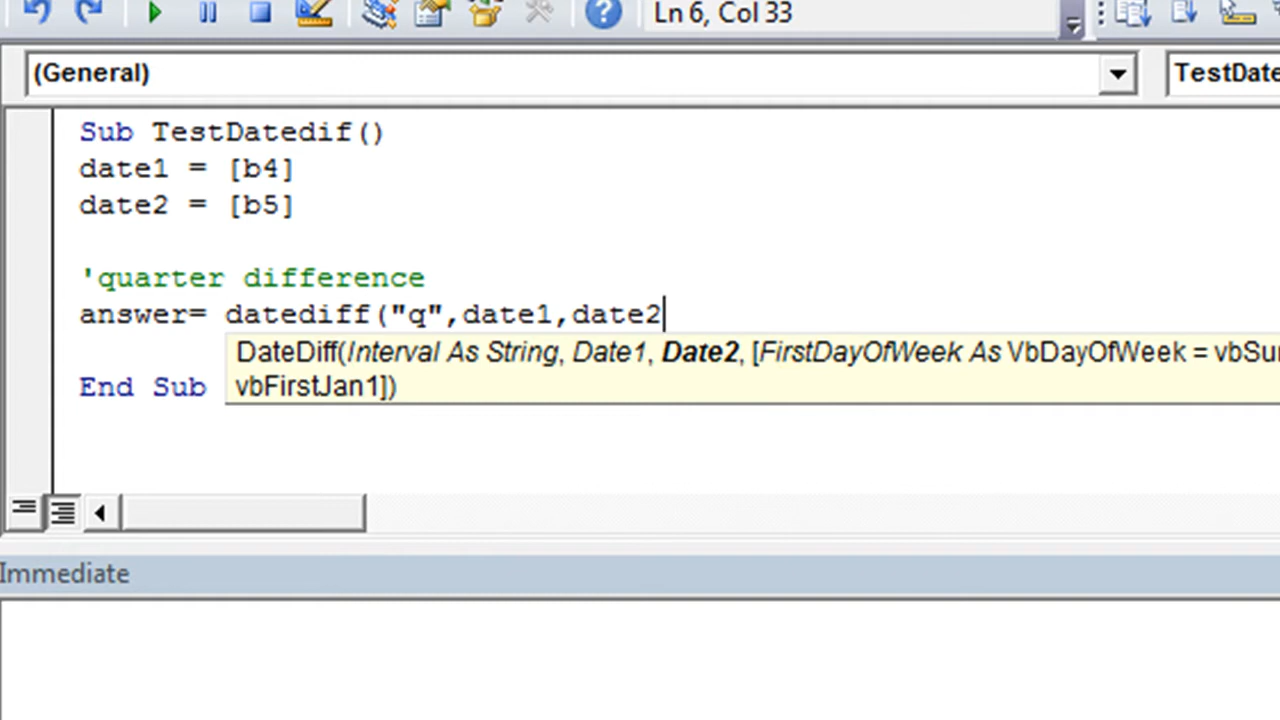 Ln 6, Col 33
(General)
TestDate
Sub TestDatedif()
date1 = [b4]
date2 = [b5]
'quarter difference
answer= datediff("q",date1,date2
DateDiff(Interval As String, Date1, Date2, [FirstDayOfWeek As VbDayOfWeek = vbSu
vbFirstJan1])
End Sub
Immediate